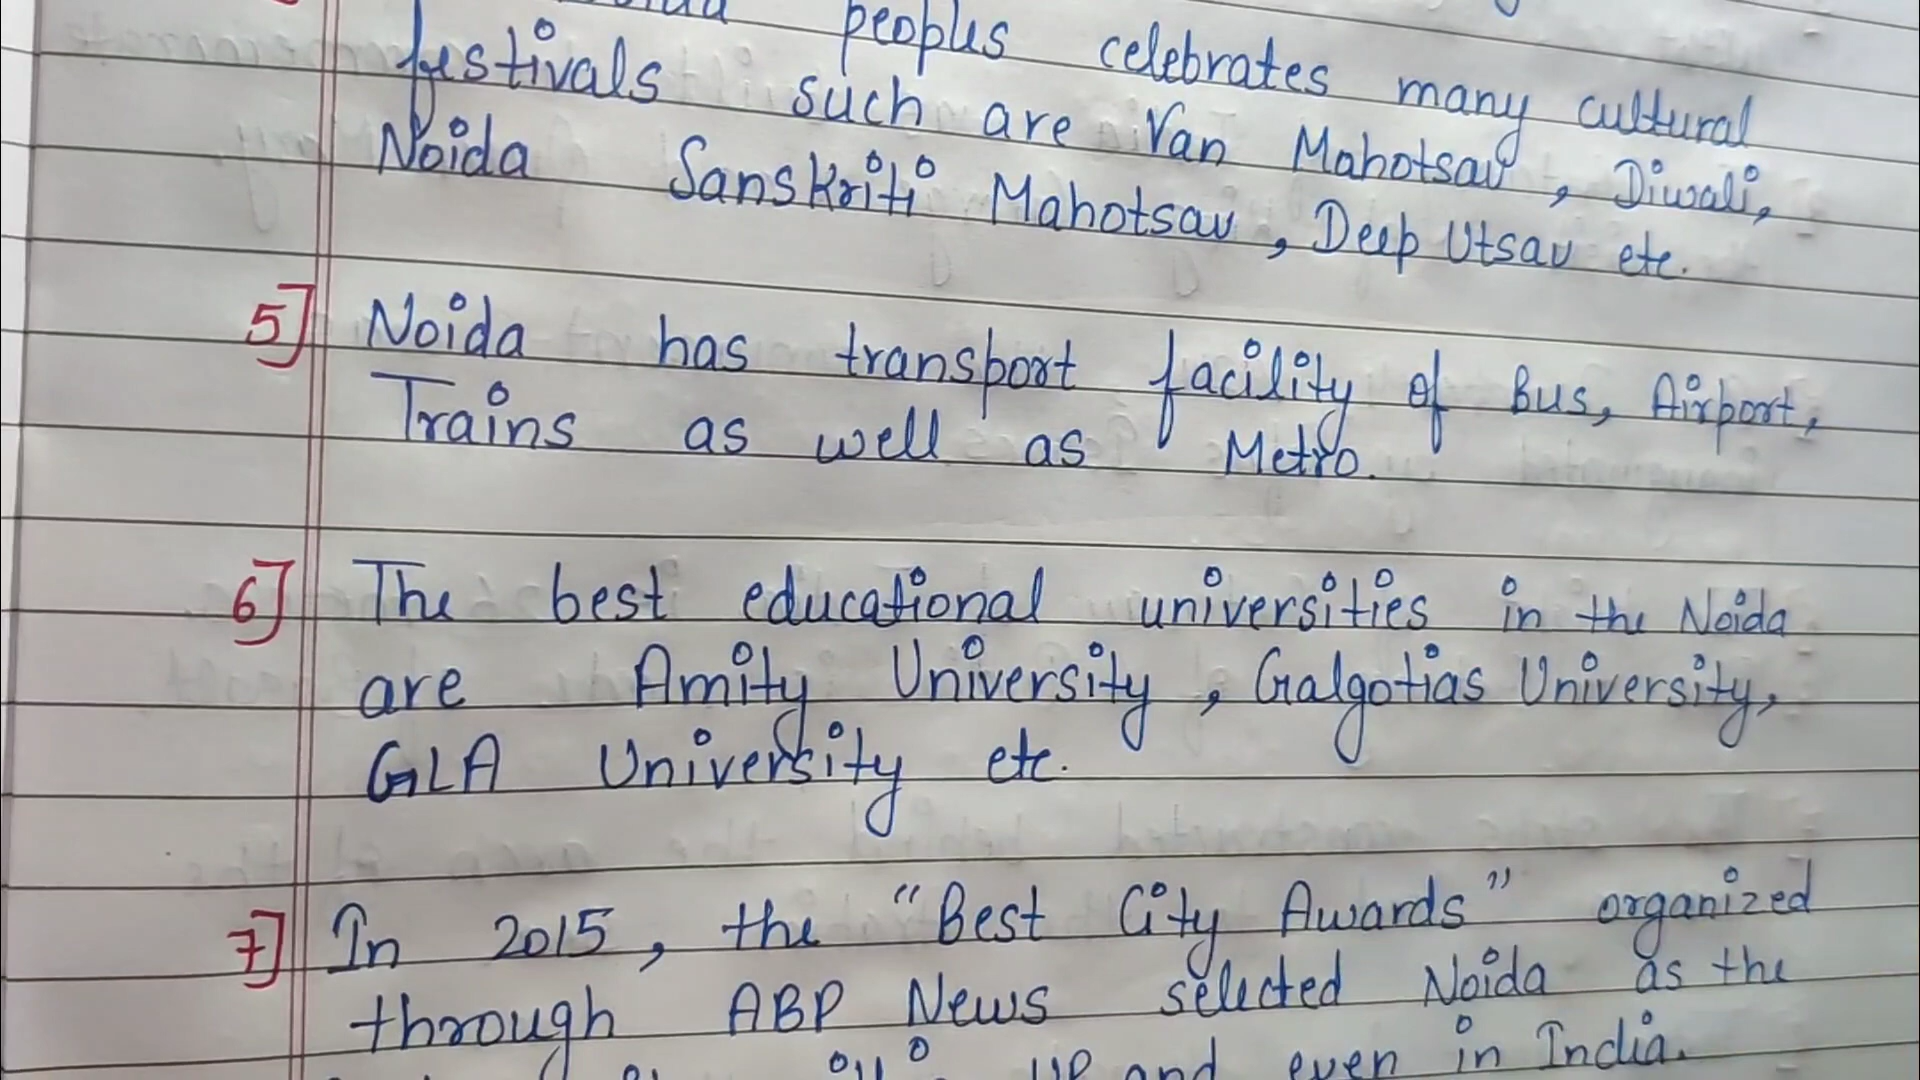 peoples celebrates many cultural
festivals such are Van Mahotsav, Diwali,
Noida Sanskriti Mahotsav, Deep Utsav etc.
5] Noida has transport facility of Bus, Airport,
Trains as well as Metro.
6] The best educational universities in the Noida
are Amity University, Galgotias University,
GLA University etc.
7] In 2015, the "Best City Awards" organized
through ABP News selected Noida as the
UP and even in India.